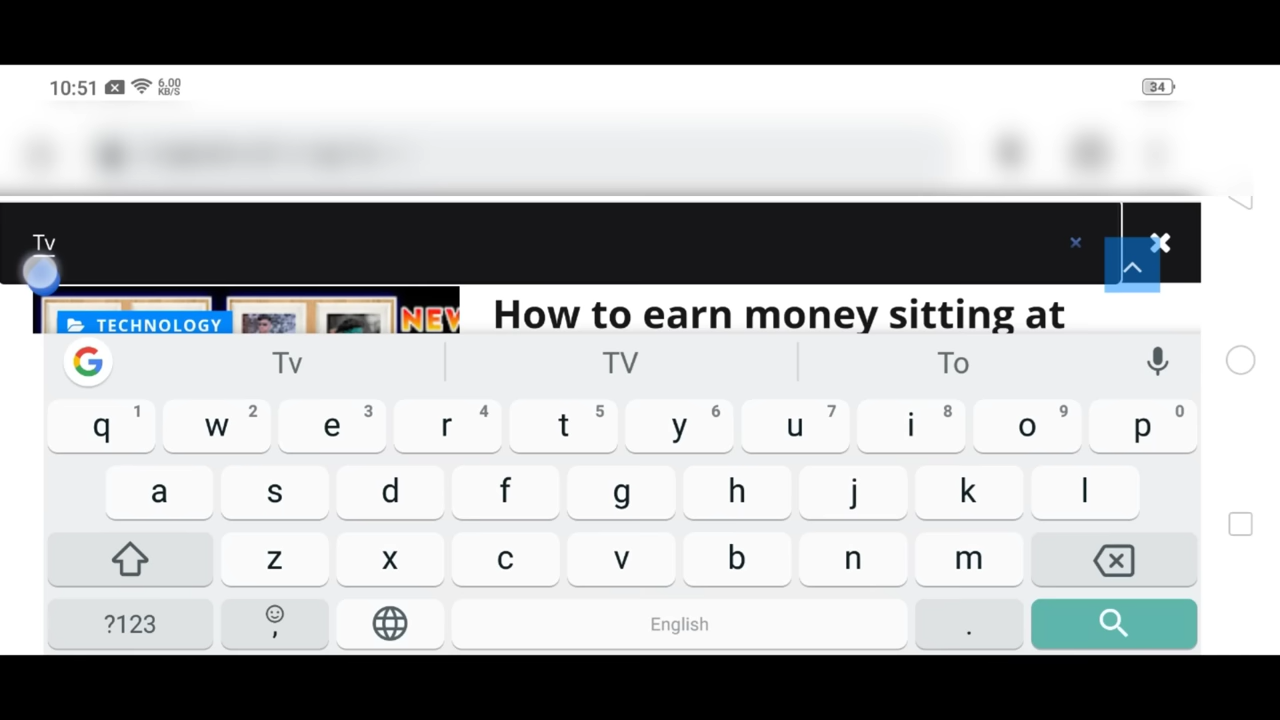 10:51 6.00 KB/S 34
Tv
TECHNOLOGY
NEW
How to earn money sitting at
Tv TV To
q 1 w 2 e 3 r 4 t 5 y 6 u 7 i 8 o 9 p 0
a s d f g h j k l
z x c v b n m
?123 , English .